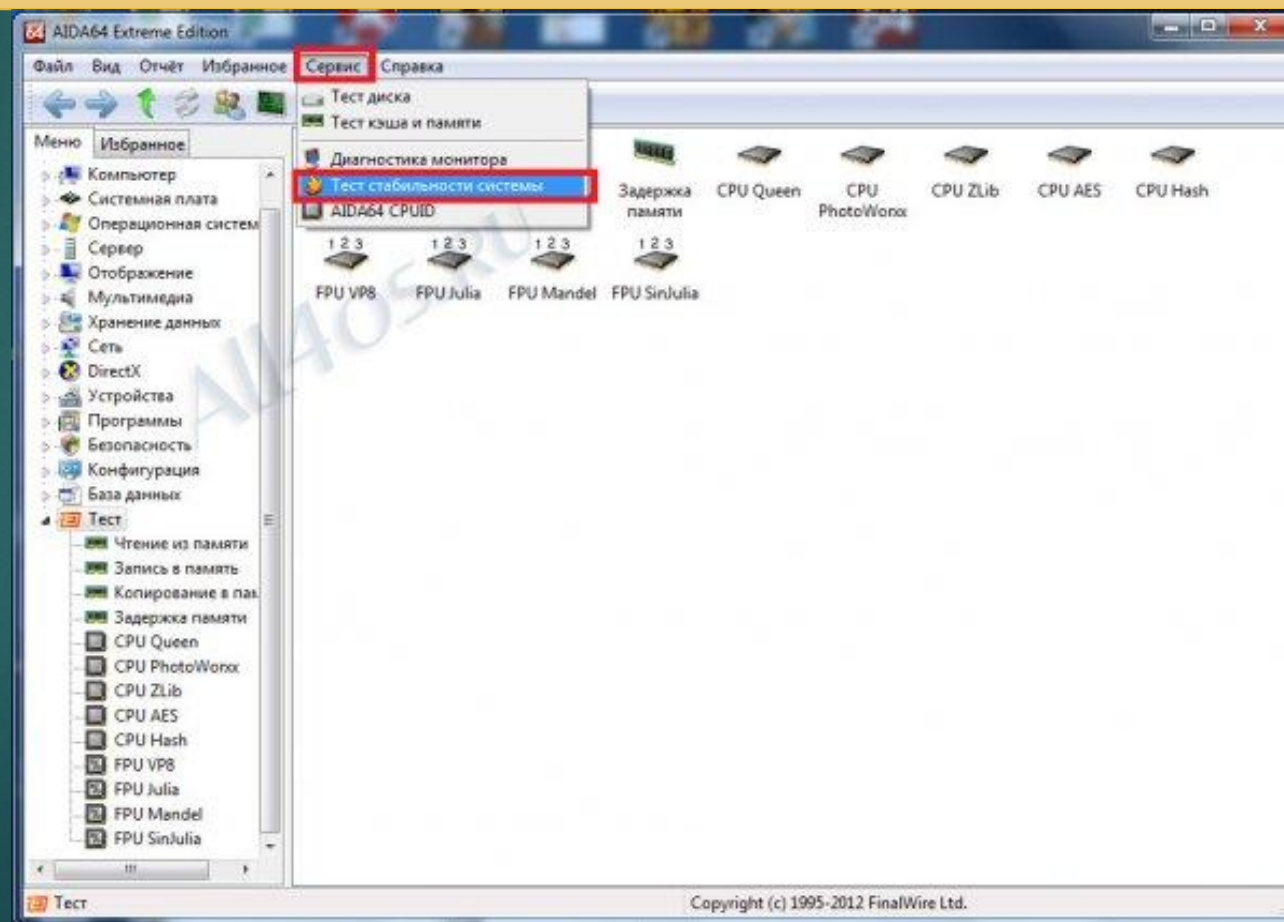 AIDA64 Extreme Edition
Файл Вид Отчёт Избранное Сервис Справка
Тест диска
Тест кэша и памяти
Диагностика монитора
Тест стабильности системы
AIDA64 CPUID
Меню Избранное
Компьютер
Системная плата
Операционная систем
Сервер
Отображение
Мультимедиа
Хранение данных
Сеть
DirectX
Устройства
Программы
Безопасность
Конфигурация
База данных
Тест
Чтение из памяти
Запись в память
Копирование в пам
Задержка памяти
CPU Queen
CPU PhotoWorxx
CPU ZLib
CPU AES
CPU Hash
FPU VP8
FPU Julia
FPU Mandel
FPU SinJulia
Задержка
памяти
CPU Queen
CPU
PhotoWorxx
CPU ZLib
CPU AES
CPU Hash
123 123 123 123
FPU VP8
FPU Julia
FPU Mandel
FPU SinJulia
All4os.RU
Тест
Copyright (c) 1995-2012 FinalWire Ltd.